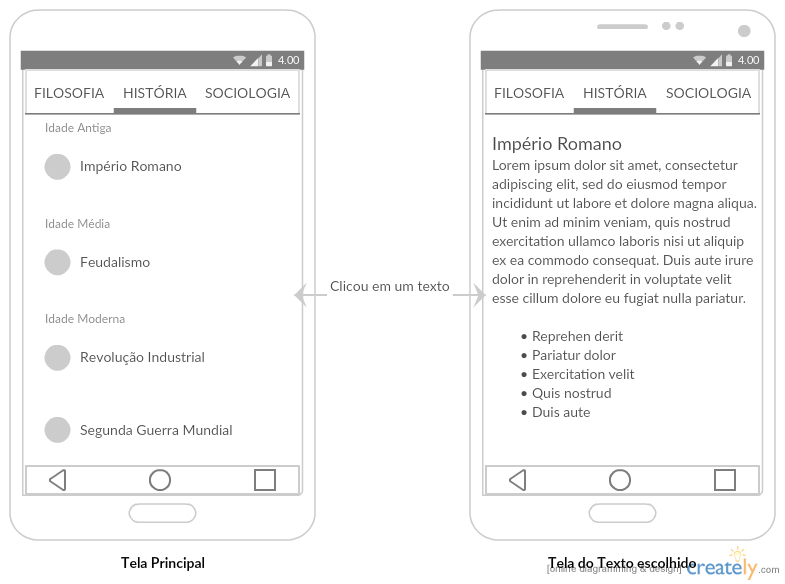 4.00
FILOSOFIA HISTÓRIA SOCIOLOGIA
Idade Antiga
Império Romano
Idade Média
Feudalismo
Idade Moderna
Revolução Industrial
Segunda Guerra Mundial
Tela Principal
Clicou em um texto
4.00
FILOSOFIA HISTÓRIA SOCIOLOGIA
Império Romano
Lorem ipsum dolor sit amet, consectetur
adipiscing elit, sed do eiusmod tempor
incididunt ut labore et dolore magna aliqua.
Ut enim ad minim veniam, quis nostrud
exercitation ullamco laboris nisi ut aliquip
ex ea commodo consequat. Duis aute irure
dolor in reprehenderit in voluptate velit
esse cillum dolore eu fugiat nulla pariatur.
• Reprehen derit
• Pariatur dolor
• Exercitation velit
• Quis nostrud
• Duis aute
Tela do Texto escolhido
[online diagramming & design] creately.com